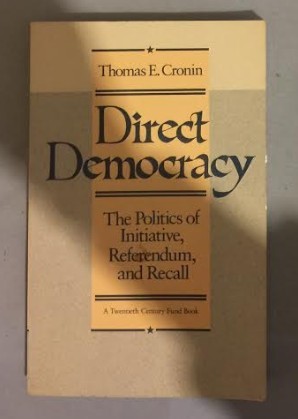 Thomas E. Cronin
Direct
Democracy
The Politics of
Initiative,
Referendum,
and Recall
A Twentieth Century Fund Book